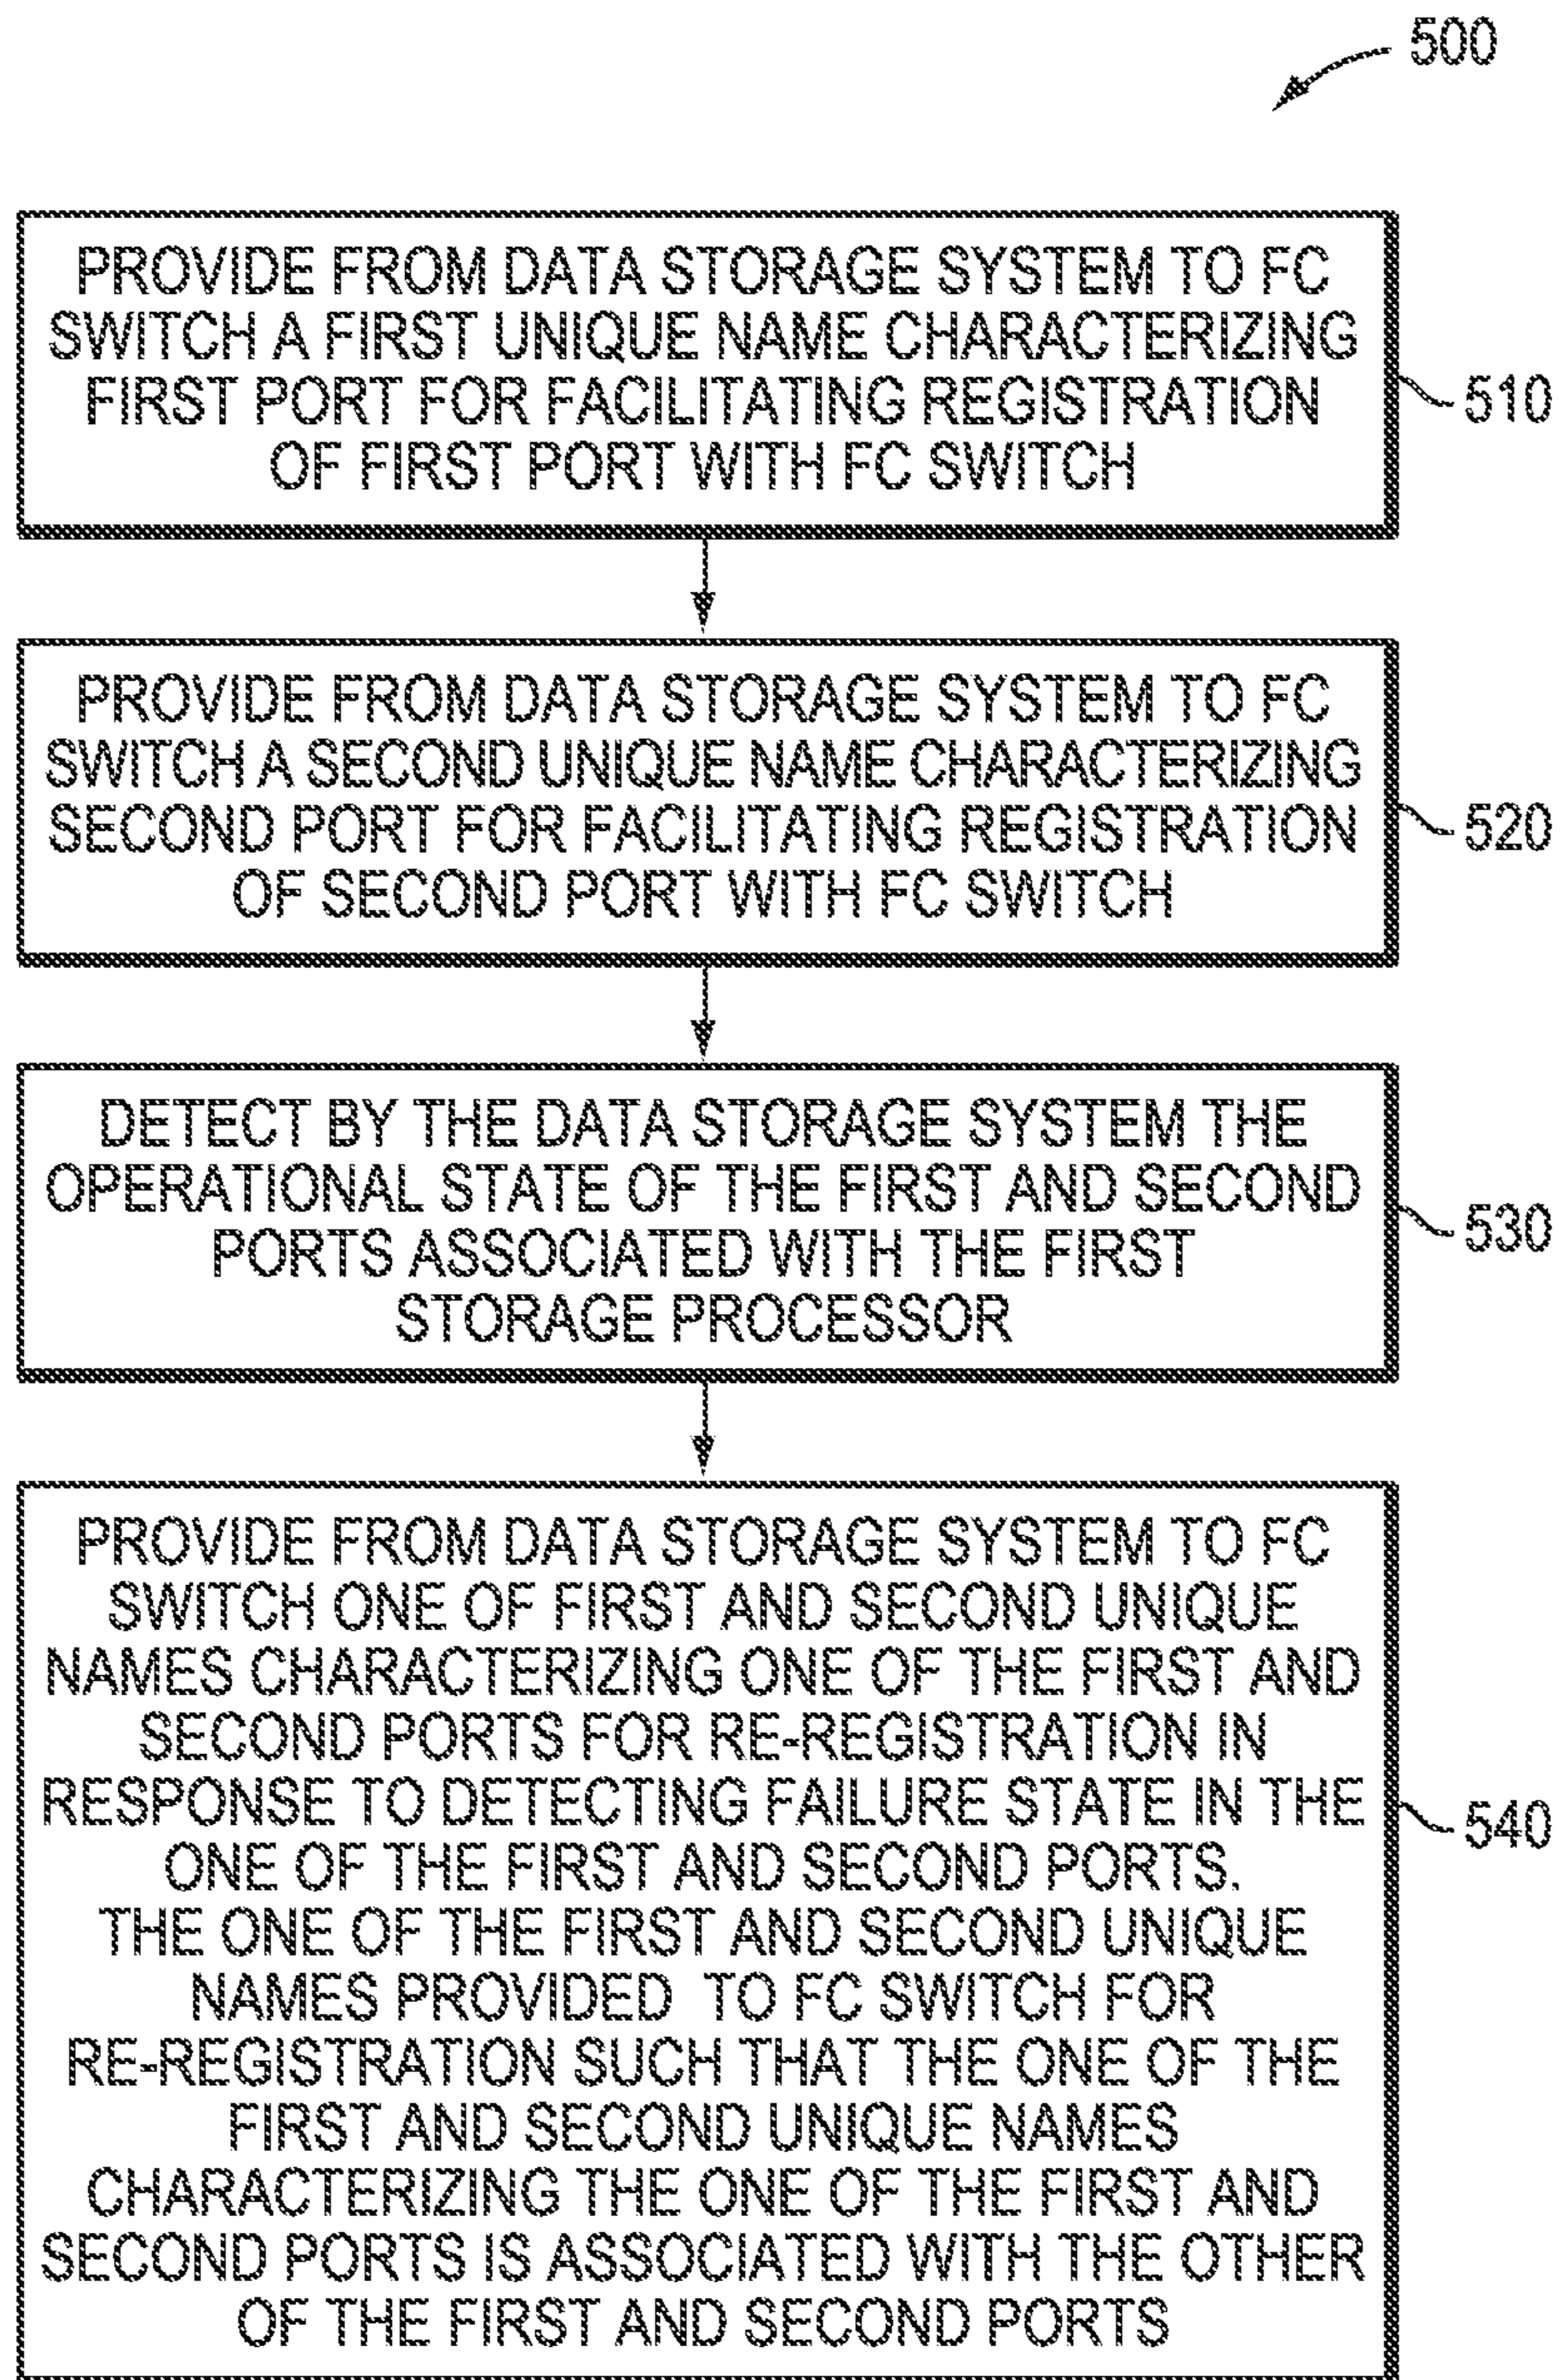 500
PROVIDE FROM DATA STORAGE SYSTEM TO FC
SWITCH A FIRST UNIQUE NAME CHARACTERIZING
FIRST PORT FOR FACILITATING REGISTRATION
OF FIRST PORT WITH FC SWITCH
510
PROVIDE FROM DATA STORAGE SYSTEM TO FC
SWITCH A SECOND UNIQUE NAME CHARACTERIZING
SECOND PORT FOR FACILITATING REGISTRATION
OF SECOND PORT WITH FC SWITCH
520
DETECT BY THE DATA STORAGE SYSTEM THE
OPERATIONAL STATE OF THE FIRST AND SECOND
PORTS ASSOCIATED WITH THE FIRST
STORAGE PROCESSOR
530
PROVIDE FROM DATA STORAGE SYSTEM TO FC
SWITCH ONE OF FIRST AND SECOND UNIQUE
NAMES CHARACTERIZING ONE OF THE FIRST AND
SECOND PORTS FOR RE-REGISTRATION IN
RESPONSE TO DETECTING FAILURE STATE IN THE
ONE OF THE FIRST AND SECOND PORTS.
THE ONE OF THE FIRST AND SECOND UNIQUE
NAMES PROVIDED TO FC SWITCH FOR
RE-REGISTRATION SUCH THAT THE ONE OF THE
FIRST AND SECOND UNIQUE NAMES
CHARACTERIZING THE ONE OF THE FIRST AND
SECOND PORTS IS ASSOCIATED WITH THE OTHER
OF THE FIRST AND SECOND PORTS
540